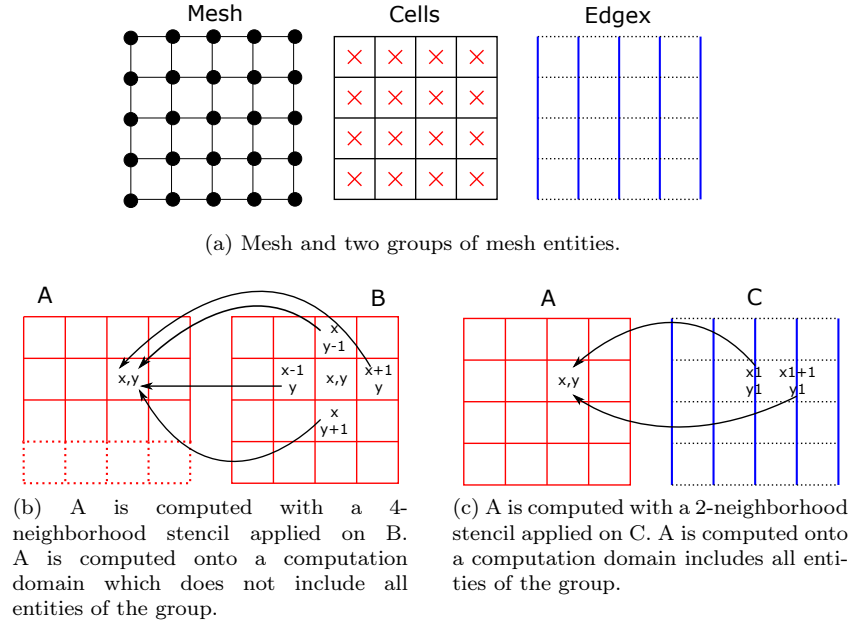 Mesh
Cells
Edgex
(a) Mesh and two groups of mesh entities.
A
B
x
y-1
x,y
x-1
y
x,y
x+1
y
x
y+1
(b) A is computed with a 4-
neighborhood stencil applied on B.
A is computed onto a computation
domain which does not include all
entities of the group.
A
C
x,y
x1
y1
x1+1
y1
(c) A is computed with a 2-neighborhood
stencil applied on C. A is computed onto
a computation domain includes all enti-
ties of the group.